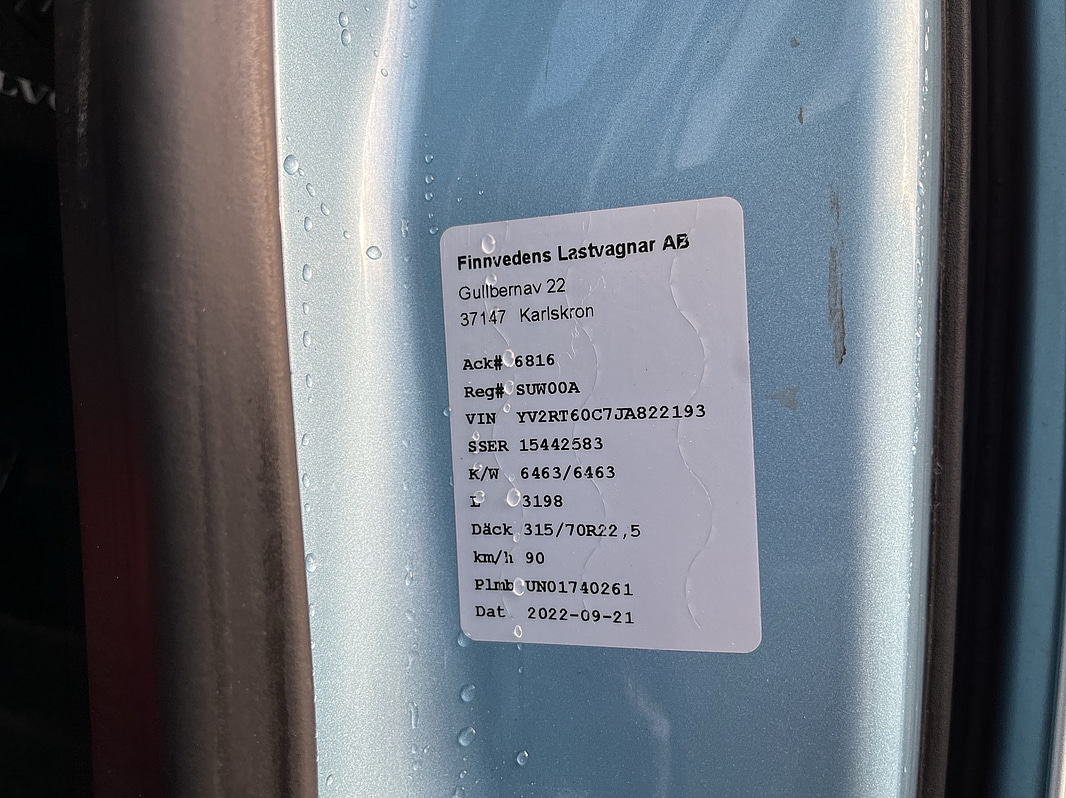 Finnvedens Lastvagnar AB
Gullbernav 22
37147 Karlskron
Ack# 6816
Reg# SUW00A
VIN YV2RT60C7JA822193
SSER 15442583
K/W 6463/6463
L 3198
Däck 315/70R22,5
km/h 90
Plmb UN01740261
Dat 2022-09-21